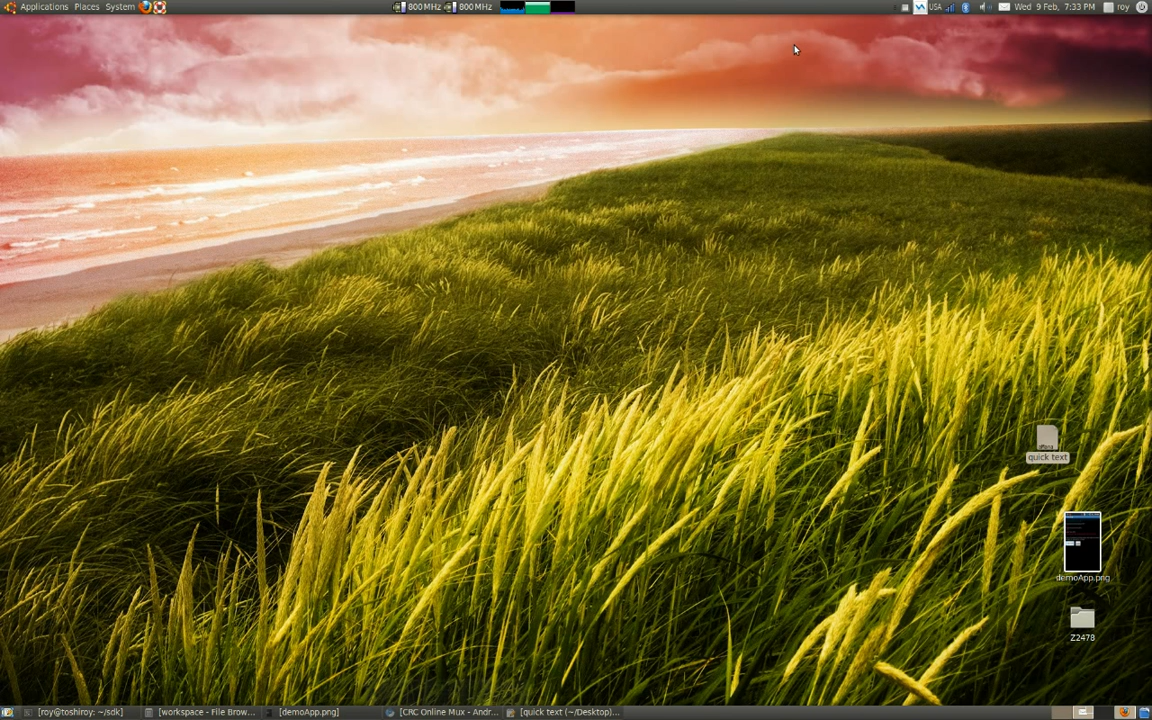 Applications Places System 800 MHz 800 MHz USA Wed 9 Feb, 7:33 PM roy
quick text
demoApp.png
Z2478
[roy@toshiroy: ~/sdk] [workspace - File Brow... [demoApp.png] [CRC Online Mux - Andr... [quick text (~/Desktop)...